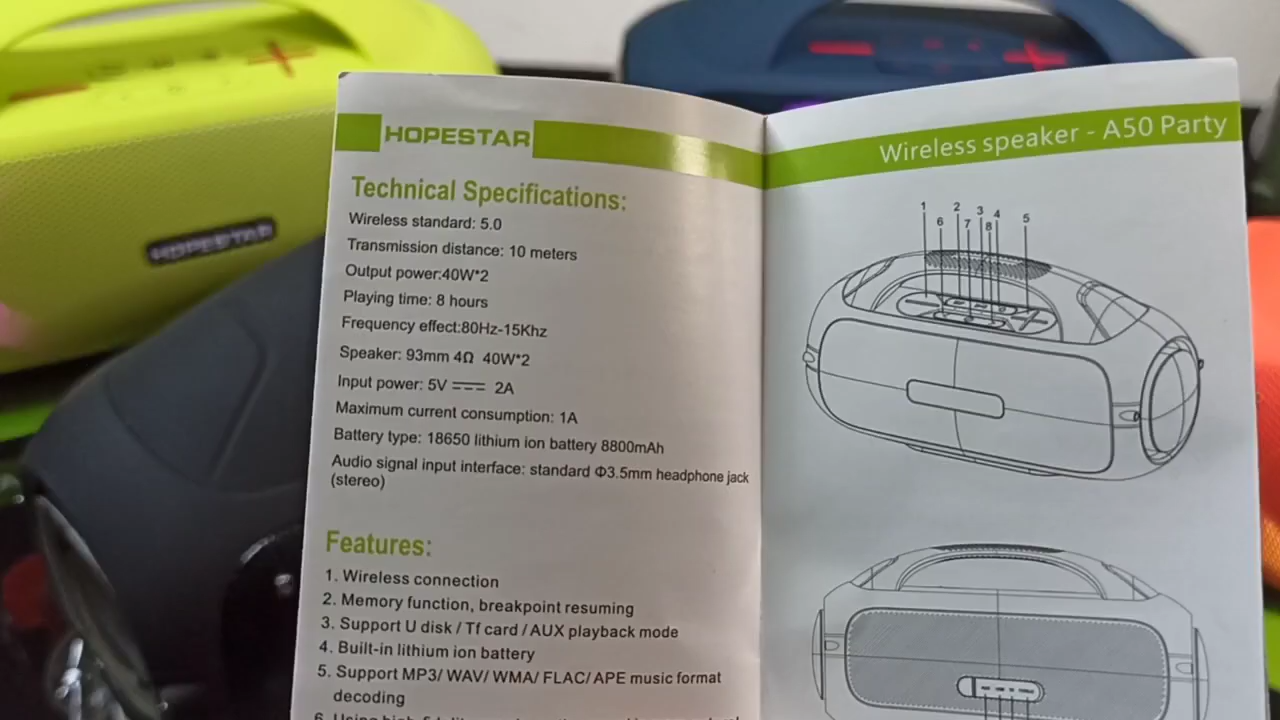 HOPESTAR
HOPESTAR
Technical Specifications:
Wireless standard: 5.0
Transmission distance: 10 meters
Output power:40W*2
Playing time: 8 hours
Frequency effect:80Hz-15Khz
Speaker: 93mm 4Ω 40W*2
Input power: 5V ⎓ 2A
Maximum current consumption: 1A
Battery type: 18650 lithium ion battery 8800mAh
Audio signal input interface: standard Φ3.5mm headphone jack
(stereo)
Features:
1. Wireless connection
2. Memory function, breakpoint resuming
3. Support U disk / Tf card / AUX playback mode
4. Built-in lithium ion battery
5. Support MP3/ WAV/ WMA/ FLAC/ APE music format
decoding
Wireless speaker - A50 Party
1 2 3 4 5
6 7 8